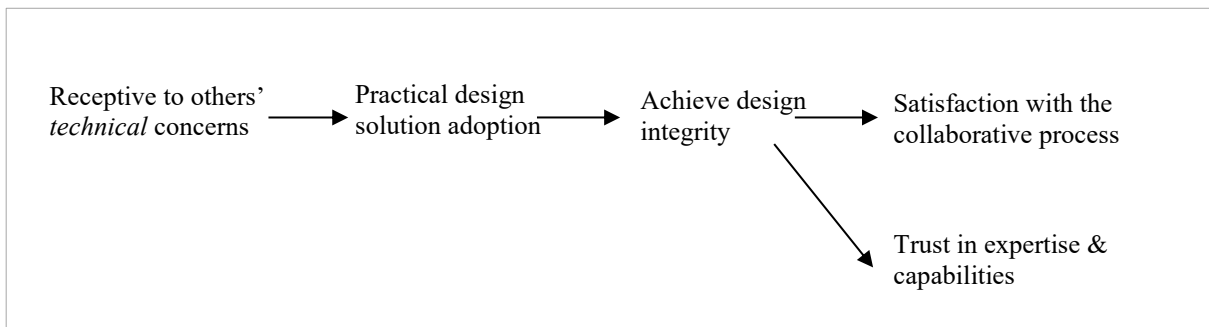 Receptive to others’
technical concerns
Practical design
solution adoption
Achieve design
integrity
Satisfaction with the
collaborative process
Trust in expertise &
capabilities